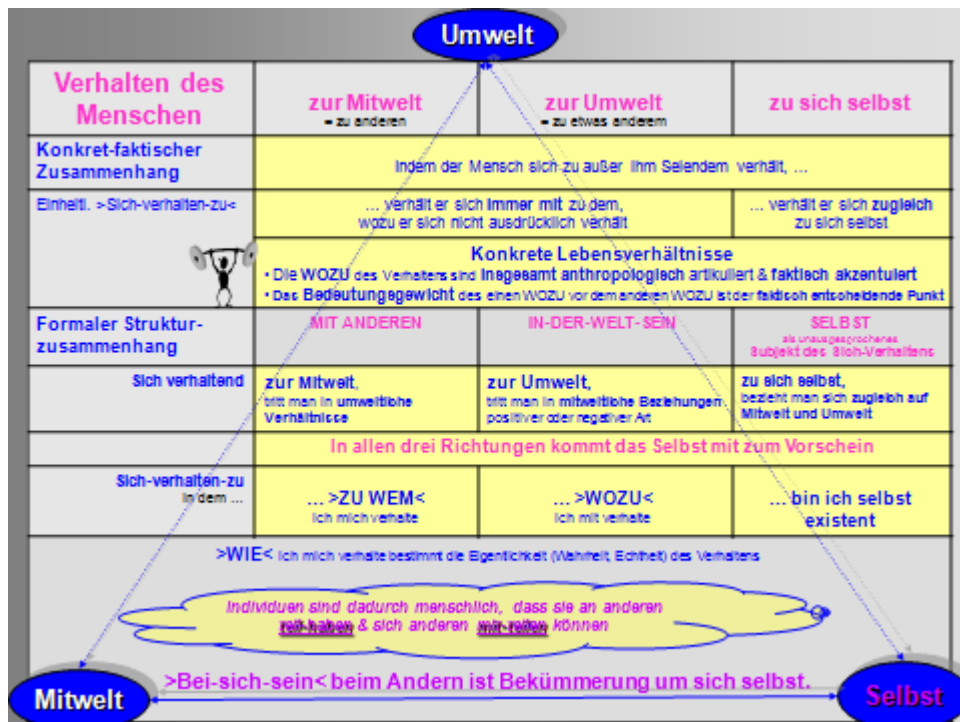 Umwelt
Verhalten des
Menschen
zur Mitwelt
= zu anderen
zur Umwelt
= zu etwas anderem
zu sich selbst
Konkret-faktischer
Zusammenhang
Indem der Mensch sich zu außer ihm Seiendem verhält, ...
Einheitl. >Sich-verhalten-zu<
... verhält er sich immer mit zu dem,
wozu er sich nicht ausdrücklich verhält
... verhält er sich zugleich
zu sich selbst
Konkrete Lebensverhältnisse
• Die WOZU des Verhaltens sind insgesamt anthropologisch artikuliert & faktisch akzentuiert
• Das Bedeutungsgewicht des einen WOZU vor dem anderen WOZU ist der faktisch entscheidende Punkt
Formaler Struktur-
zusammenhang
MIT ANDEREN
IN-DER-WELT-SEIN
SELBST
als unausgesprochenes
Subjekt des Sich-Verhaltens
Sich verhaltend
zur Mitwelt,
tritt man in umweltliche
Verhältnisse
zur Umwelt,
tritt man in mitweltliche Beziehungen
positiver oder negativer Art
zu sich selbst,
bezieht man sich zugleich auf
Mitwelt und Umwelt
In allen drei Richtungen kommt das Selbst mit zum Vorschein
Sich-verhalten-zu
in dem ...
... >ZU WEM<
ich mich verhalte
... >WOZU<
ich mit verhalte
... bin ich selbst
existent
>WIE< ich mich verhalte bestimmt die Eigentlichkeit (Wahrheit, Echtheit) des Verhaltens
Individuen sind dadurch menschlich, dass sie an anderen
teil-haben & sich anderen mit-teilen können
>Bei-sich-sein< beim Andern ist Bekümmerung um sich selbst.
Mitwelt
Selbst